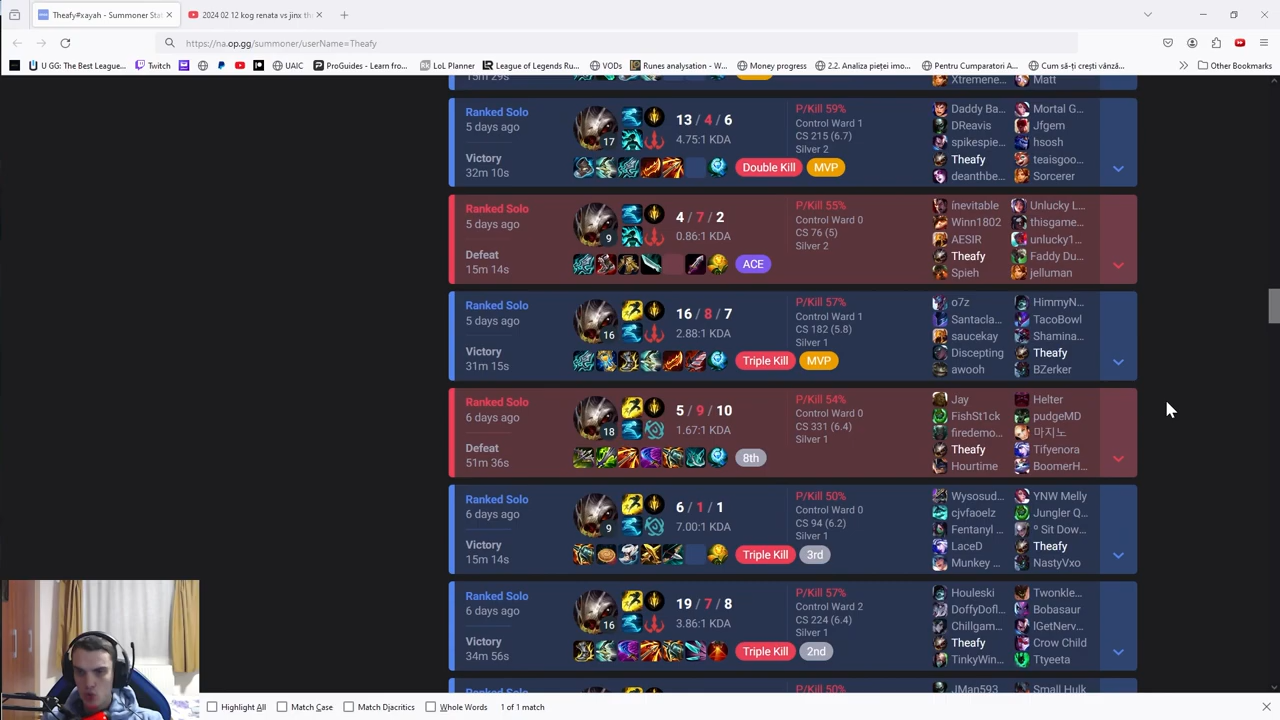 Theafy#xayah - Summoner Sta
2024 02 12 kog renata vs jinx th
https://na.op.gg/summoner/userName=Theafy
U GG: The Best League...
Twitch
UAIC
ProGuides - Learn fro...
LoL Planner
League of Legends Ru...
VODs
Runes analysation - W...
Money progress
2.2. Analiza pieței imo...
Pentru Cumparatori A...
Cum să-ți crești vânză...
Other Bookmarks
15m 29s
Xtremene...
Matt
Ranked Solo
5 days ago
Victory
32m 10s
17
13 / 4 / 6
4.75:1 KDA
Double Kill
MVP
P/Kill 59%
Control Ward 1
CS 215 (6.7)
Silver 2
Daddy Ba...
Mortal G...
DReavis
Jfgem
spikespie...
hsosh
Theafy
teaisgoo...
deanthbe...
Sorcerer
Ranked Solo
5 days ago
Defeat
15m 14s
9
4 / 7 / 2
0.86:1 KDA
ACE
P/Kill 55%
Control Ward 0
CS 76 (5)
Silver 2
ínevitable
Unlucky L...
Winn1802
thisgame...
AESIR
unlucky1...
Theafy
Faddy Du...
Spieh
jelluman
Ranked Solo
5 days ago
Victory
31m 15s
16
16 / 8 / 7
2.88:1 KDA
Triple Kill
MVP
P/Kill 57%
Control Ward 1
CS 182 (5.8)
Silver 1
o7z
HimmyN...
Santacla...
TacoBowl
saucekay
Shamina...
Discepting
Theafy
awooh
BZerker
Ranked Solo
6 days ago
Defeat
51m 36s
18
5 / 9 / 10
1.67:1 KDA
8th
P/Kill 54%
Control Ward 0
CS 331 (6.4)
Silver 1
Jay
Helter
FishSt1ck
pudgeMD
firedemo...
마지노
Theafy
Tifyenora
Hourtime
BoomerH...
Ranked Solo
6 days ago
Victory
15m 14s
9
6 / 1 / 1
7.00:1 KDA
Triple Kill
3rd
P/Kill 50%
Control Ward 0
CS 94 (6.2)
Silver 1
Wysosud...
YNW Melly
cjvfaoelz
Jungler Q...
Fentanyl ...
º Sit Dow...
LaceD
Theafy
Munkey ...
NastyVxo
Ranked Solo
6 days ago
Victory
34m 56s
16
19 / 7 / 8
3.86:1 KDA
Triple Kill
2nd
P/Kill 57%
Control Ward 2
CS 224 (6.4)
Silver 1
Houleski
Twonkle...
DoffyDofl...
Bobasaur
Chillgam...
IGetNerv...
Theafy
Crow Child
TinkyWin...
Ttyeeta
Ranked Solo
P/Kill 50%
JMan593
Small Hulk
Highlight All
Match Case
Match Diacritics
Whole Words
1 of 1 match